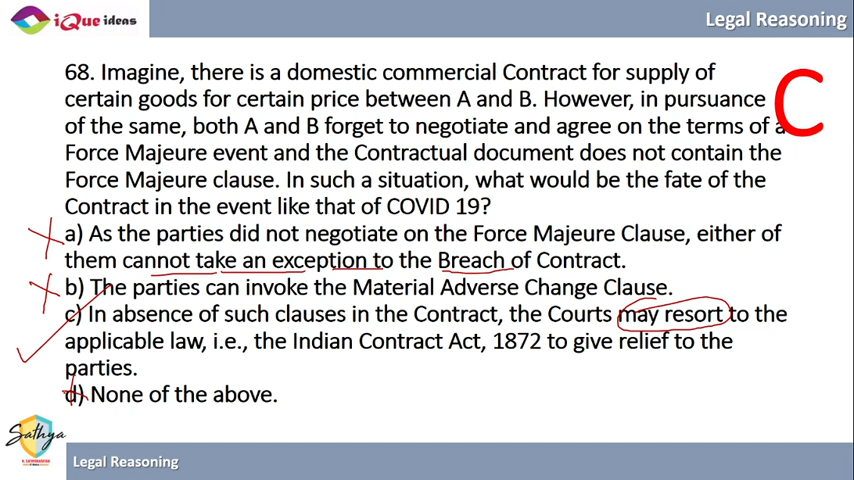 iQue ideas
Legal Reasoning
68. Imagine, there is a domestic commercial Contract for supply of
certain goods for certain price between A and B. However, in pursuance
of the same, both A and B forget to negotiate and agree on the terms of a
Force Majeure event and the Contractual document does not contain the
Force Majeure clause. In such a situation, what would be the fate of the
Contract in the event like that of COVID 19?
C
a) As the parties did not negotiate on the Force Majeure Clause, either of
them cannot take an exception to the Breach of Contract.
b) The parties can invoke the Material Adverse Change Clause.
c) In absence of such clauses in the Contract, the Courts may resort to the
applicable law, i.e., the Indian Contract Act, 1872 to give relief to the
parties.
d) None of the above.
Sathya
Legal Reasoning